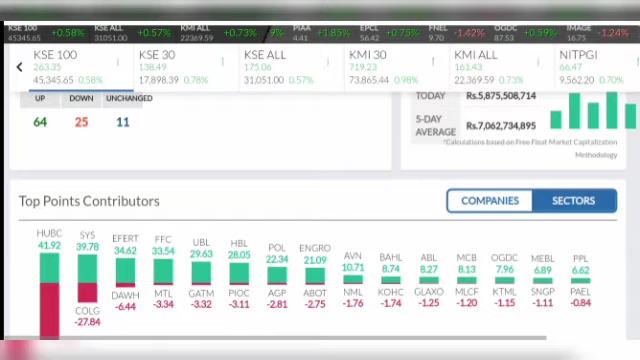 KSE 100 +0.58% KSE ALL +0.57% KMI ALL +0.73% 9% PIAA +1.85% EPCL +0.75% FNEL -1.42% OGDC +0.59% IMAGE -1.24%
45345.65 31051.00 22369.59 4.41 56.42 9.70 87.53 16.75
KSE 100 KSE 30 KSE ALL KMI 30 KMI ALL NITPGI
263.35 138.49 175.06 719.23 161.43 66.47
45,345.65 0.58% 17,898.39 0.78% 31,051.00 0.57% 73,865.44 0.98% 22,369.59 0.73% 9,562.20 0.70%
UP DOWN UNCHANGED
64 25 11
TODAY Rs.5,875,508,714
5-DAY AVERAGE Rs.7,062,734,895
*Calculations based on Free Float Market Capitalization
Methodology
Top Points Contributors
COMPANIES SECTORS
HUBC SYS EFERT FFC UBL HBL POL ENGRO AVN BAHL ABL MCB OGDC MEBL PPL
41.92 39.78 34.62 33.54 29.63 28.05 22.34 21.09 10.71 8.74 8.27 8.13 7.96 6.89 6.62
DAWH MTL GATM PIOC AGP ABOT NML KOHC GLAXO MLCF KTML SNGP PAEL
-6.44 -3.34 -3.32 -3.11 -2.81 -2.75 -1.76 -1.74 -1.25 -1.20 -1.15 -1.11 -0.84
COLG
-27.84